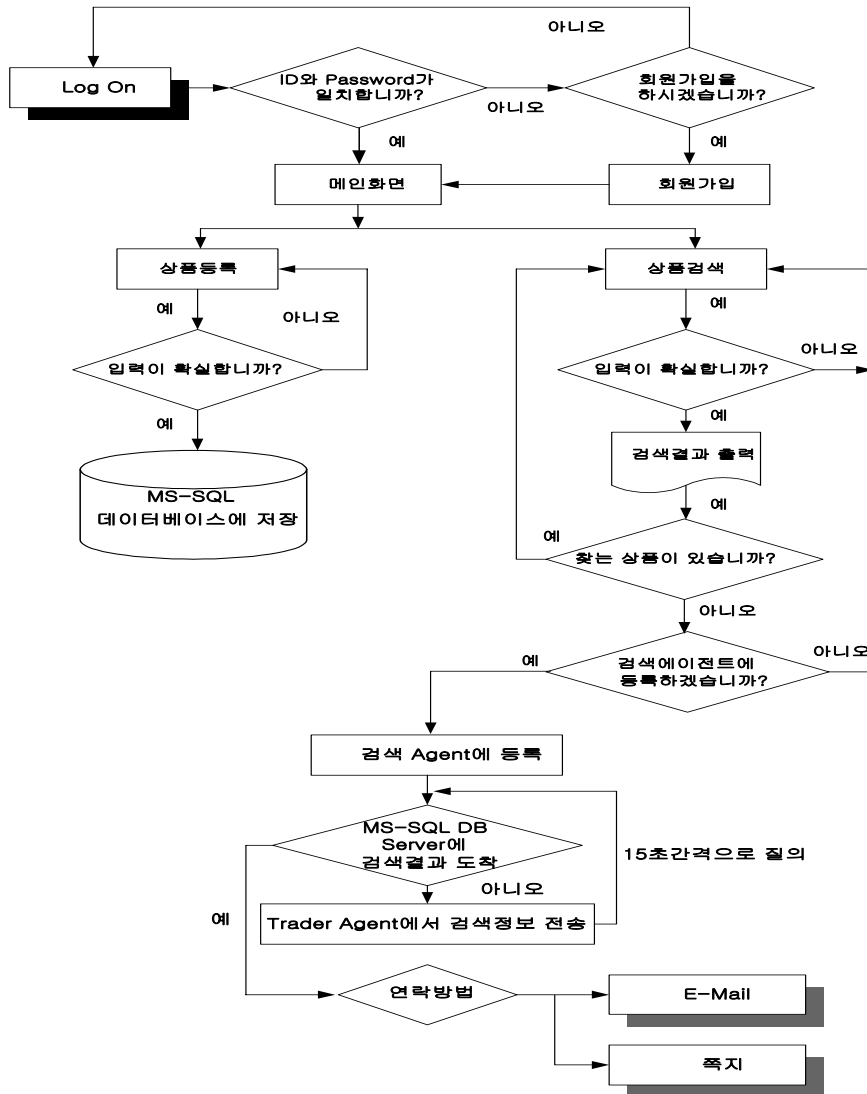 아니오
Log On
ID와 Password가
일치합니까?
아니오
회원가입을
하시겠습니까?
예
예
메인화면
회원가입
상품등록
상품검색
예
아니오
예
아니오
입력이 확실합니까?
입력이 확실합니까?
예
예
검색결과 출력
MS-SQL
데이터베이스에 저장
예
예
찾는 상품이 있습니까?
아니오
예
아니오
검색에이전트에
등록하겠습니까?
검색 Agent에 등록
MS-SQL DB
Server에
검색결과 도착
15초간격으로 질의
아니오
예
Trader Agent에서 검색정보 전송
연락방법
E-Mail
쪽지